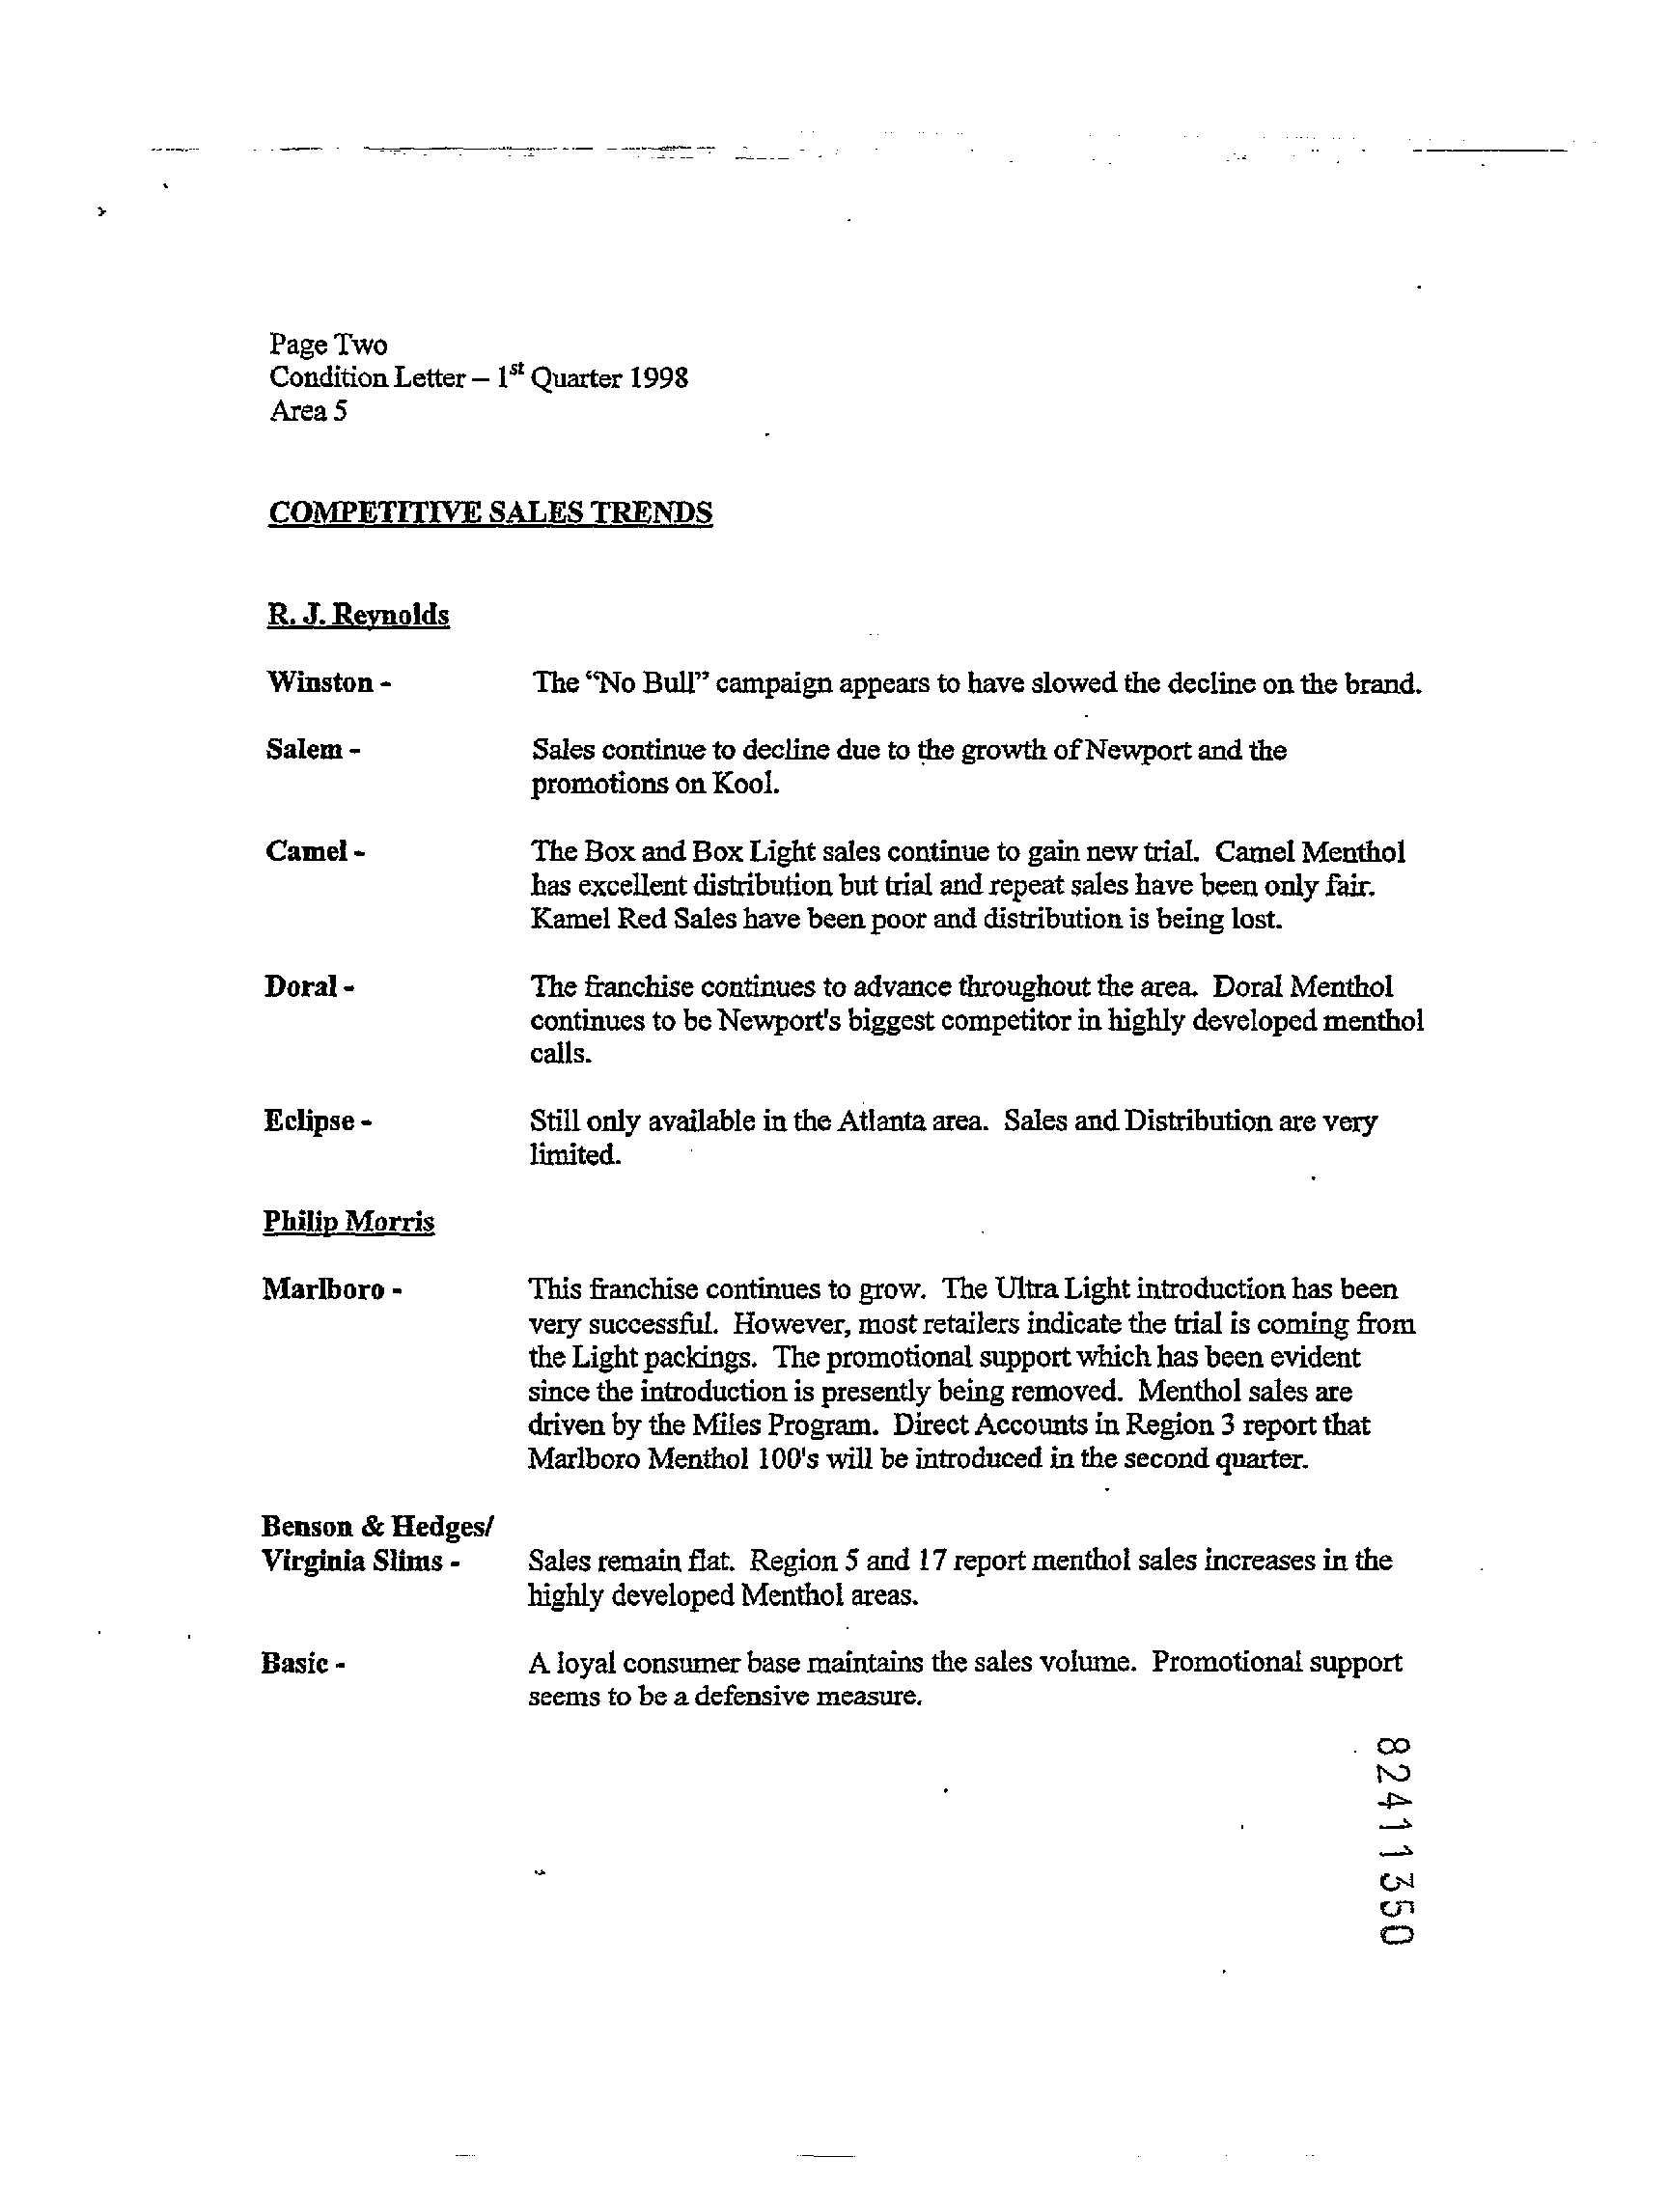 Page Two
Condition Letter – 1st Quarter 1998
Area 5
COMPETITIVE SALES TRENDS
R. J. Reynolds
Winston - The “No Bull” campaign appears to have slowed the decline on the brand.
Salem - Sales continue to decline due to the growth of Newport and the
promotions on Kool.
Camel - The Box and Box Light sales continue to gain new trial. Camel Menthol
has excellent distribution but trial and repeat sales have been only fair.
Kamel Red Sales have been poor and distribution is being lost.
Doral - The franchise continues to advance throughout the area. Doral Menthol
continues to be Newport's biggest competitor in highly developed menthol
calls.
Eclipse - Still only available in the Atlanta area. Sales and Distribution are very
limited.
Philip Morris
Marlboro - This franchise continues to grow. The Ultra Light introduction has been
very successful. However, most retailers indicate the trial is coming from
the Light packings. The promotional support which has been evident
since the introduction is presently being removed. Menthol sales are
driven by the Miles Program. Direct Accounts in Region 3 report that
Marlboro Menthol 100's will be introduced in the second quarter.
Benson & Hedges/
Virginia Slims - Sales remain flat. Region 5 and 17 report menthol sales increases in the
highly developed Menthol areas.
Basic - A loyal consumer base maintains the sales volume. Promotional support
seems to be a defensive measure.
82411350